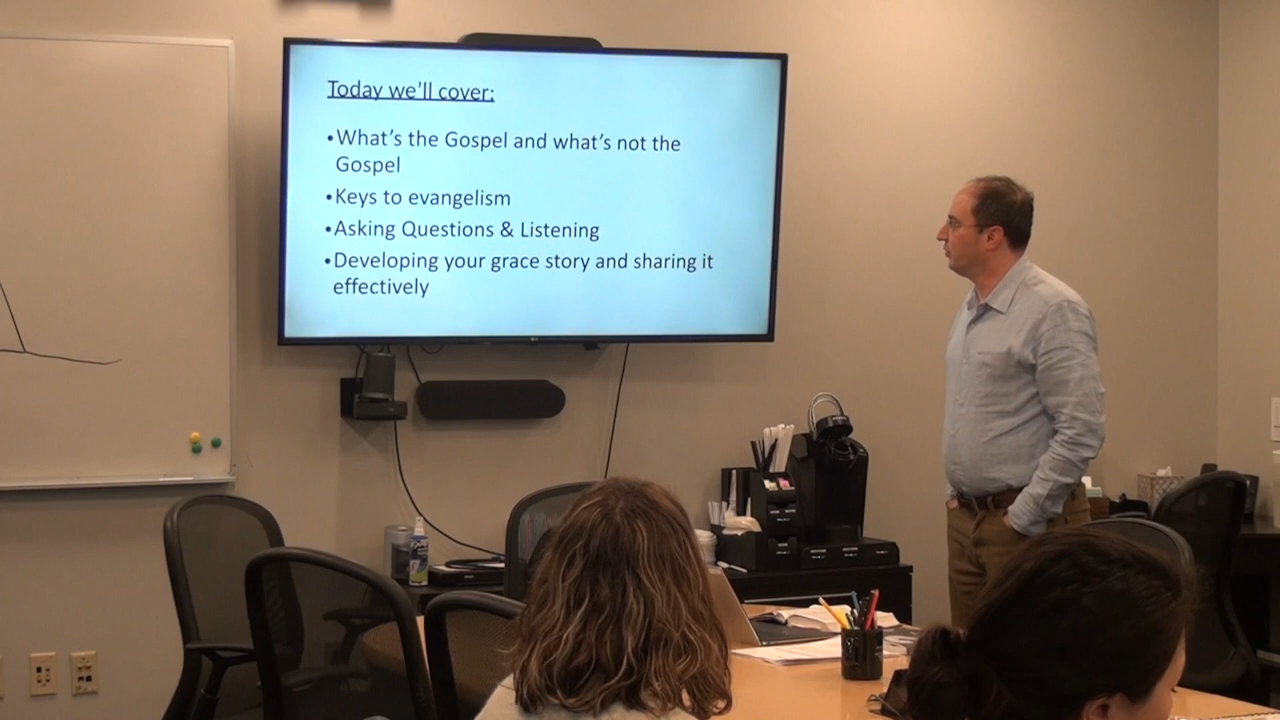 Today we'll cover:
•What's the Gospel and what's not the
Gospel
•Keys to evangelism
•Asking Questions & Listening
•Developing your grace story and sharing it
effectively